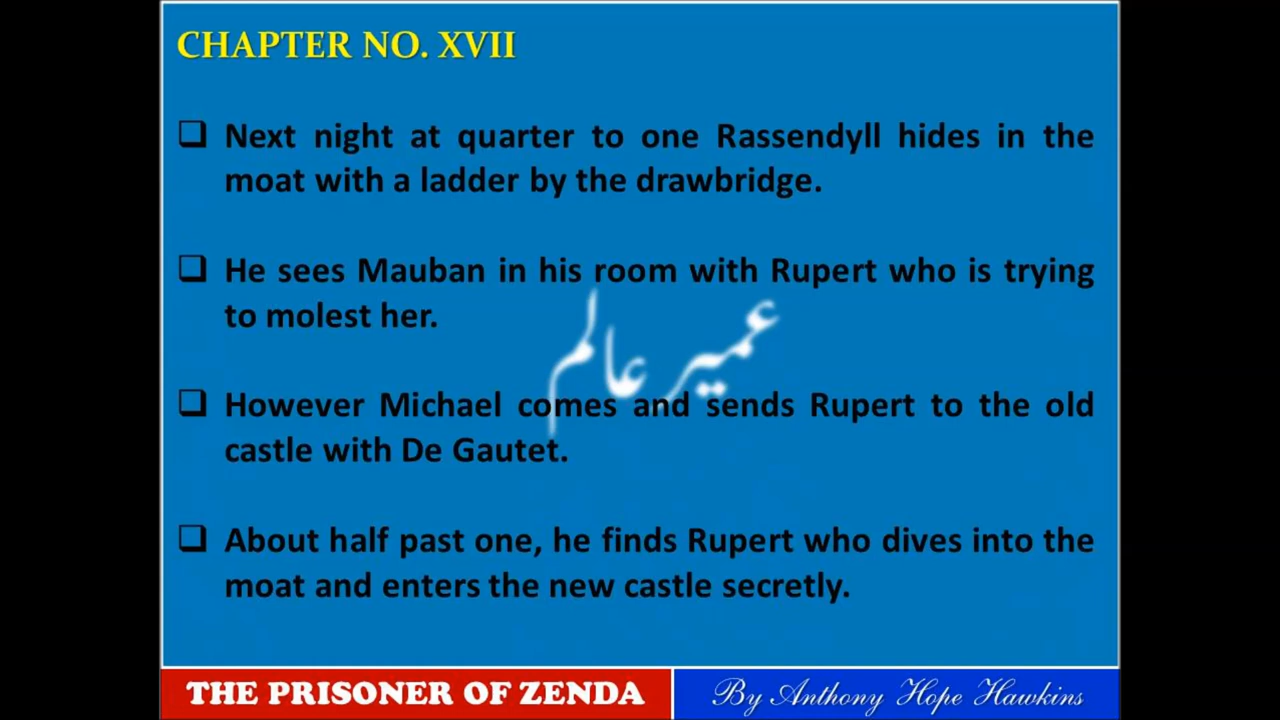 CHAPTER NO. XVII
❑ Next night at quarter to one Rassendyll hides in the
moat with a ladder by the drawbridge.
❑ He sees Mauban in his room with Rupert who is trying
to molest her.
عمیر عالم
❑ However Michael comes and sends Rupert to the old
castle with De Gautet.
❑ About half past one, he finds Rupert who dives into the
moat and enters the new castle secretly.
THE PRISONER OF ZENDA
By Anthony Hope Hawkins